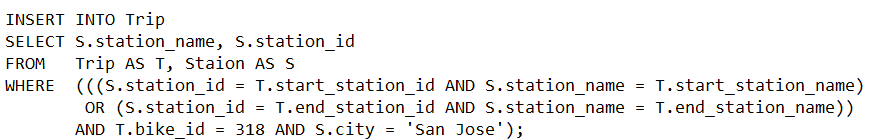 INSERT INTO Trip
SELECT S.station_name, S.station_id
FROM   Trip AS T, Staion AS S
WHERE  (((S.station_id = T.start_station_id AND S.station_name = T.start_station_name)
        OR (S.station_id = T.end_station_id AND S.station_name = T.end_station_name))
       AND T.bike_id = 318 AND S.city = 'San Jose');